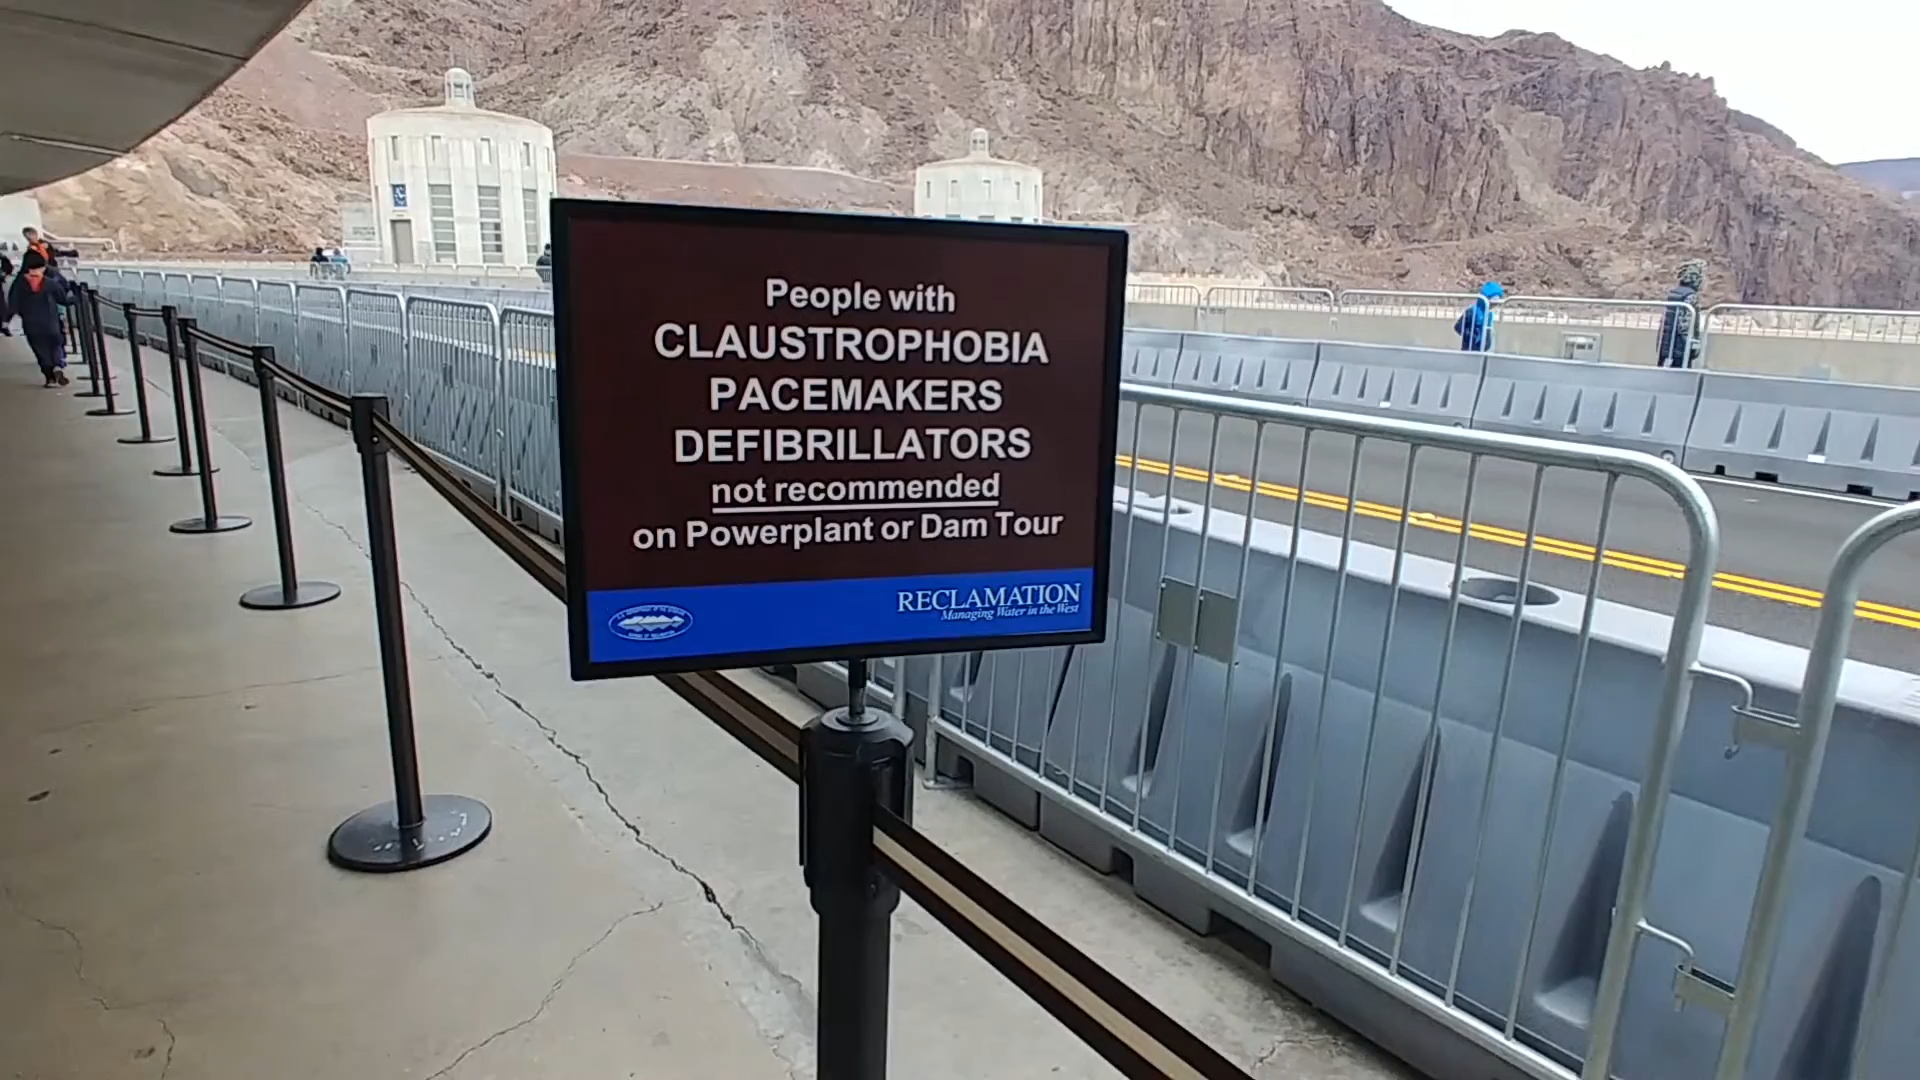 People with
CLAUSTROPHOBIA
PACEMAKERS
DEFIBRILLATORS
not recommended
on Powerplant or Dam Tour
RECLAMATION
Managing Water in the West